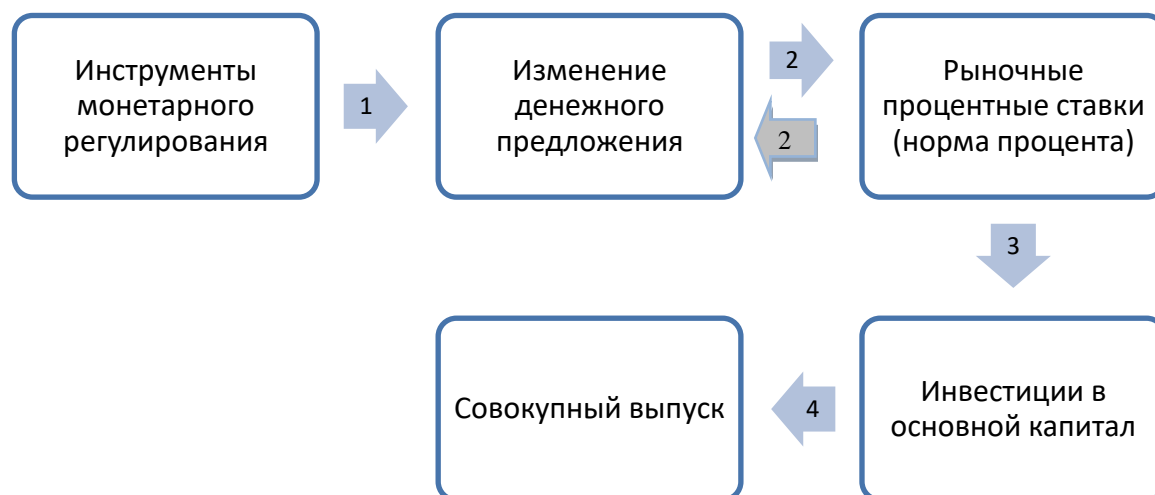 Инструменты
монетарного
регулирования
1
Изменение
денежного
предложения
2
2
Рыночные
процентные ставки
(норма процента)
3
Инвестиции в
основной капитал
4
Совокупный выпуск